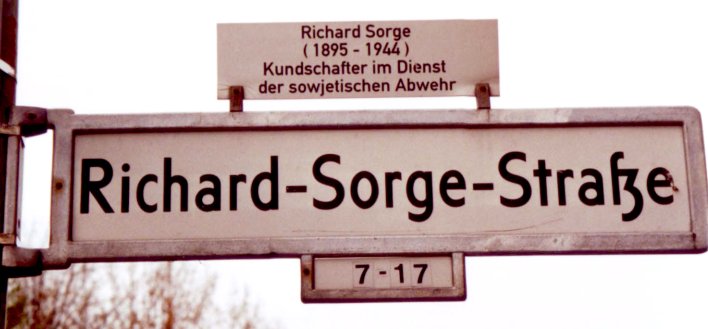 Richard Sorge
( 1895 - 1944 )
Kundschafter im Dienst
der sowjetischen Abwehr
Richard-Sorge-Straße
7-17